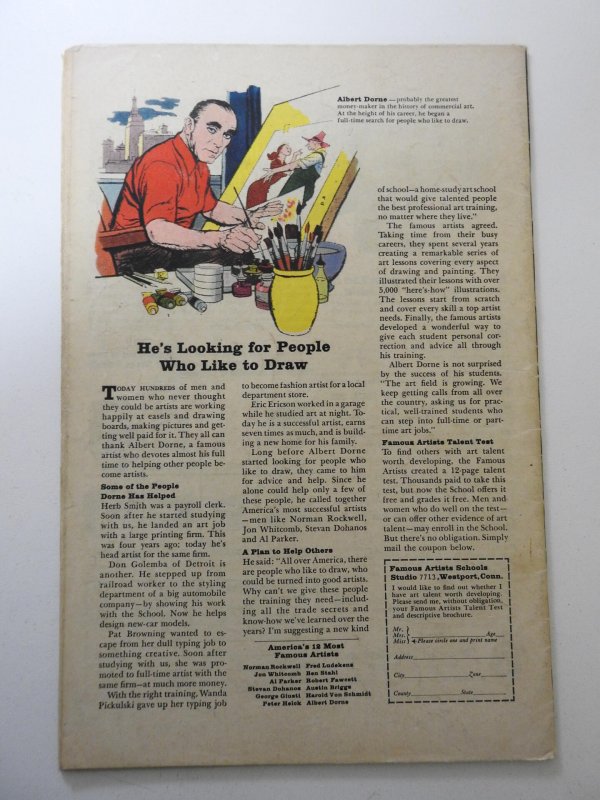 Albert Dorne — probably the greatest
money-maker in the history of commercial art.
At the height of his career, he began a
full-time search for people who like to draw.
He's Looking for People
Who Like to Draw
TODAY HUNDREDS of men and
women who never thought
they could be artists are working
happily at easels and drawing
boards, making pictures and get-
ting well paid for it. They all can
thank Albert Dorne, a famous
artist who devotes almost his full
time to helping other people be-
come artists.
Some of the People
Dorne Has Helped
Herb Smith was a payroll clerk.
Soon after he started studying
with us, he landed an art job
with a large printing firm. This
was four years ago; today he's
head artist for the same firm.
Don Golemba of Detroit is
another. He stepped up from
railroad worker to the styling
department of a big automobile
company—by showing his work
with the School. Now he helps
design new-car models.
Pat Browning wanted to es-
cape from her dull typing job to
something creative. Soon after
studying with us, she was pro-
moted to full-time artist with the
same firm—at much more money.
With the right training, Wanda
Pickulski gave up her typing job
to become fashion artist for a local
department store.
Eric Ericson worked in a garage
while he studied art at night. To-
day he is a successful artist, earns
seven times as much, and is build-
ing a new home for his family.
Long before Albert Dorne
started looking for people who
like to draw, they came to him
for advice and help. Since he
alone could help only a few of
these people, he called together
America's most successful artists
—men like Norman Rockwell,
Jon Whitcomb, Stevan Dohanos
and Al Parker.
A Plan to Help Others
He said: "All over America, there
are people who like to draw, who
could be turned into good artists.
Why can't we give these people
the training they need—includ-
ing all the trade secrets and
know-how we've learned over the
years? I'm suggesting a new kind
America's 12 Most
Famous Artists
Norman Rockwell Fred Ludekens
Jon Whitcomb Ben Stahl
Al Parker Robert Fawcett
Stevan Dohanos Austin Briggs
George Giusti Harold Von Schmidt
Peter Helck Albert Dorne
of school—a home-study art school
that would give talented people
the best professional art training,
no matter where they live."
The famous artists agreed.
Taking time from their busy
careers, they spent several years
creating a remarkable series of
art lessons covering every aspect
of drawing and painting. They
illustrated their lessons with over
5,000 "here's-how" illustrations.
The lessons start from scratch
and cover every skill a top artist
needs. Finally, the famous artists
developed a wonderful way to
give each student personal cor-
rection and advice all through
his training.
Albert Dorne is not surprised
by the success of his students.
"The art field is growing. We
keep getting calls from all over
the country, asking us for prac-
tical, well-trained students who
can step into full-time or part-
time art jobs."
Famous Artists Talent Test
To find others with art talent
worth developing, the Famous
Artists created a 12-page talent
test. Thousands paid to take this
test, but now the School offers it
free and grades it free. Men and
women who do well on the test—
or can offer other evidence of art
talent—may enroll in the School.
But there's no obligation. Simply
mail the coupon below.
Famous Artists Schools
Studio 7713, Westport, Conn.
I would like to find out whether I
have art talent worth developing.
Please send me, without obligation,
your Famous Artists Talent Test
and descriptive brochure.
Mr.
Mrs. Age
Miss Please circle one and print name
Address
City Zone
County State